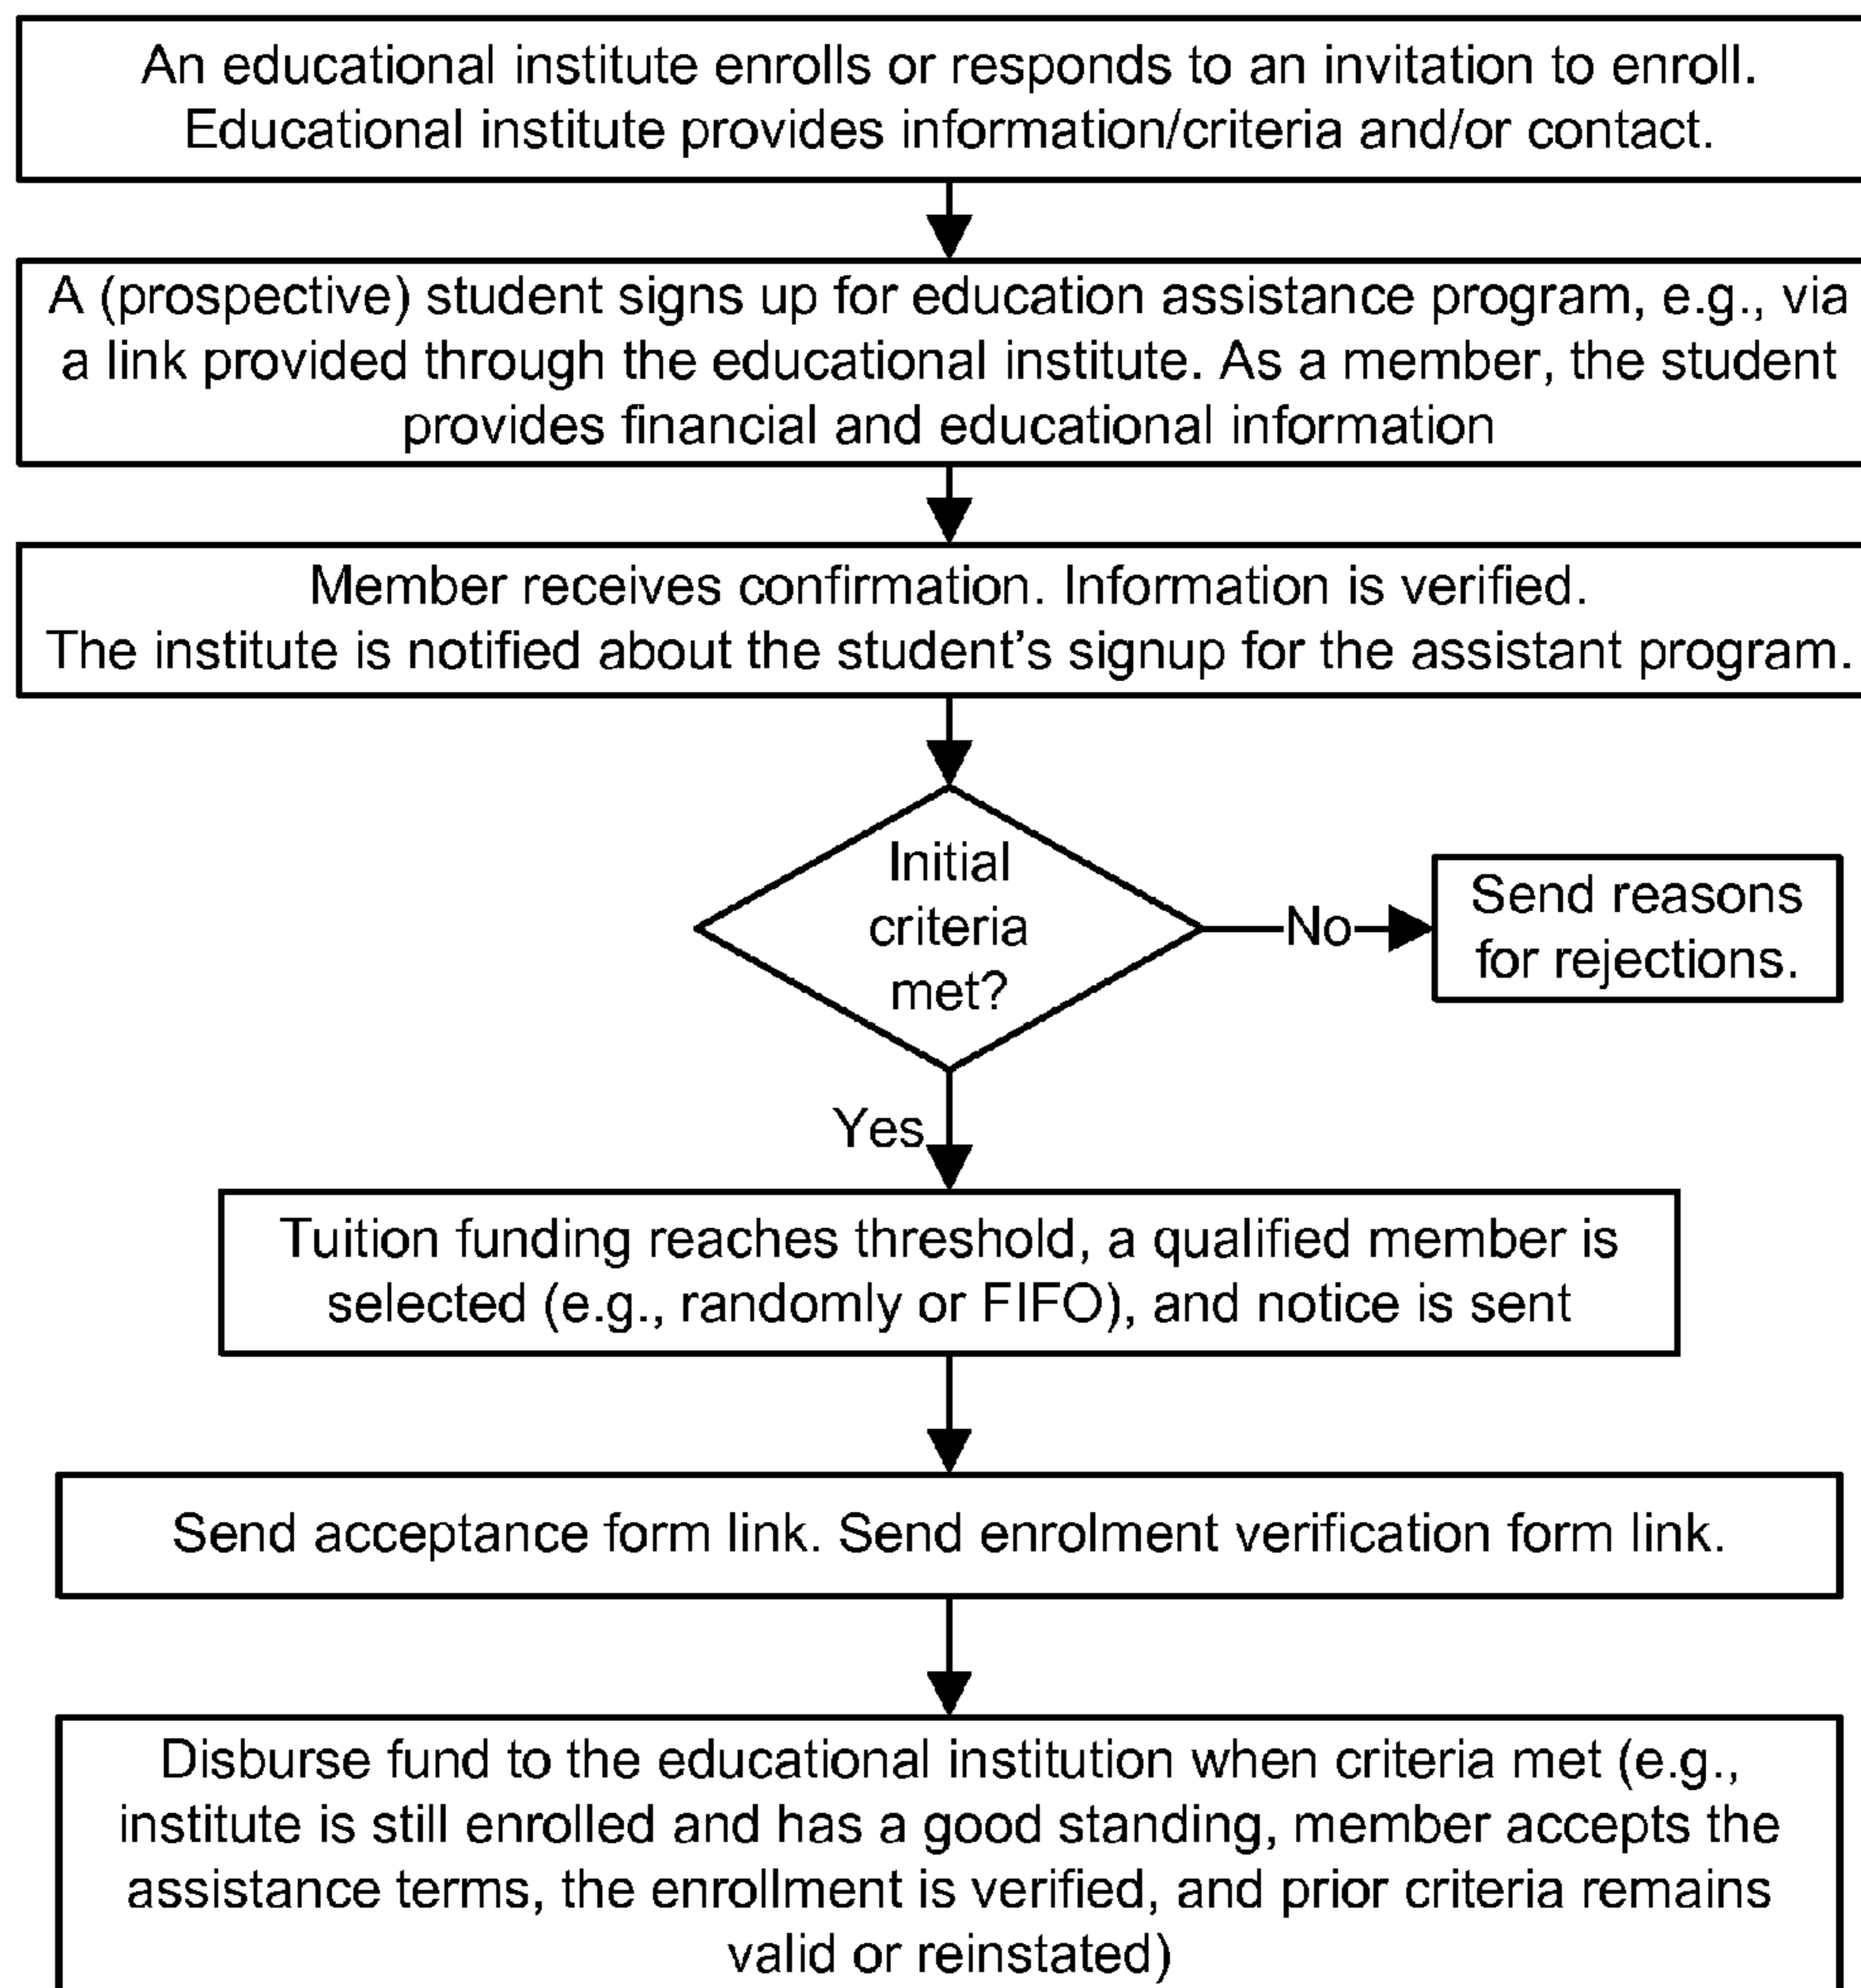 An educational institute enrolls or responds to an invitation to enroll.
Educational institute provides information/criteria and/or contact.
A (prospective) student signs up for education assistance program, e.g., via
a link provided through the educational institute. As a member, the student
provides financial and educational information
Member receives confirmation. Information is verified.
The institute is notified about the student's signup for the assistant program.
Initial
criteria
met?
No
Send reasons
for rejections.
Yes
Tuition funding reaches threshold, a qualified member is
selected (e.g., randomly or FIFO), and notice is sent
Send acceptance form link. Send enrolment verification form link.
Disburse fund to the educational institution when criteria met (e.g.,
institute is still enrolled and has a good standing, member accepts the
assistance terms, the enrollment is verified, and prior criteria remains
valid or reinstated)